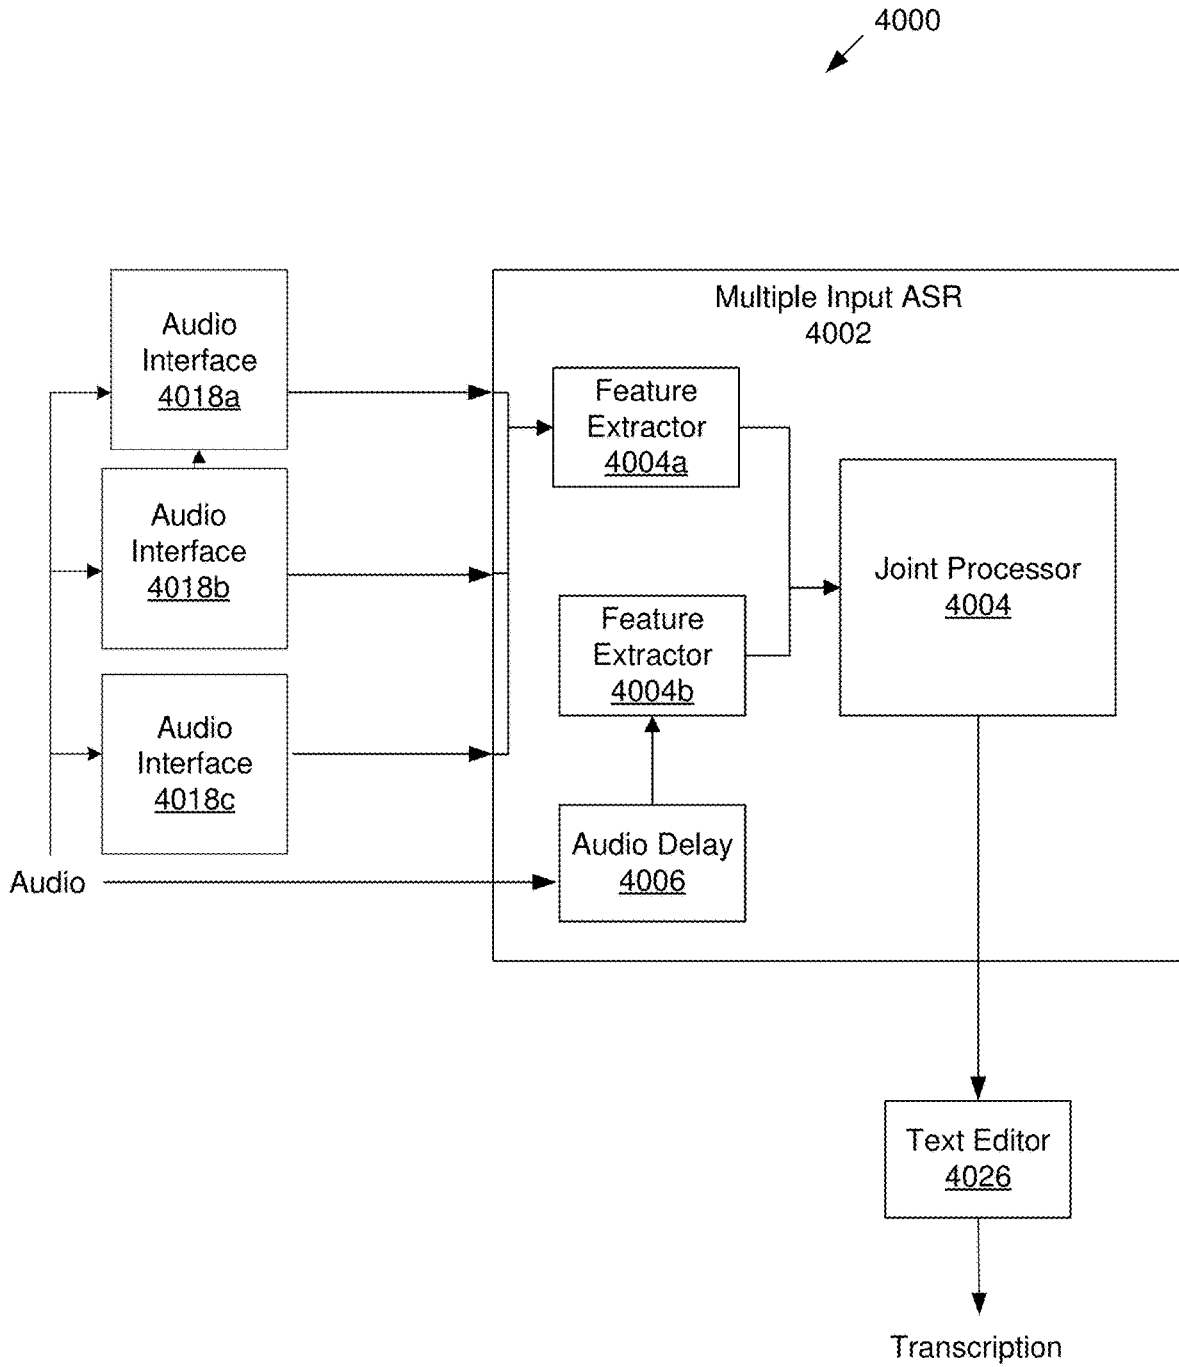 4000
Multiple Input ASR
4002
Audio
Interface
4018a
Audio
Interface
4018b
Audio
Interface
4018c
Audio
Feature
Extractor
4004a
Feature
Extractor
4004b
Audio Delay
4006
Joint Processor
4004
Text Editor
4026
Transcription